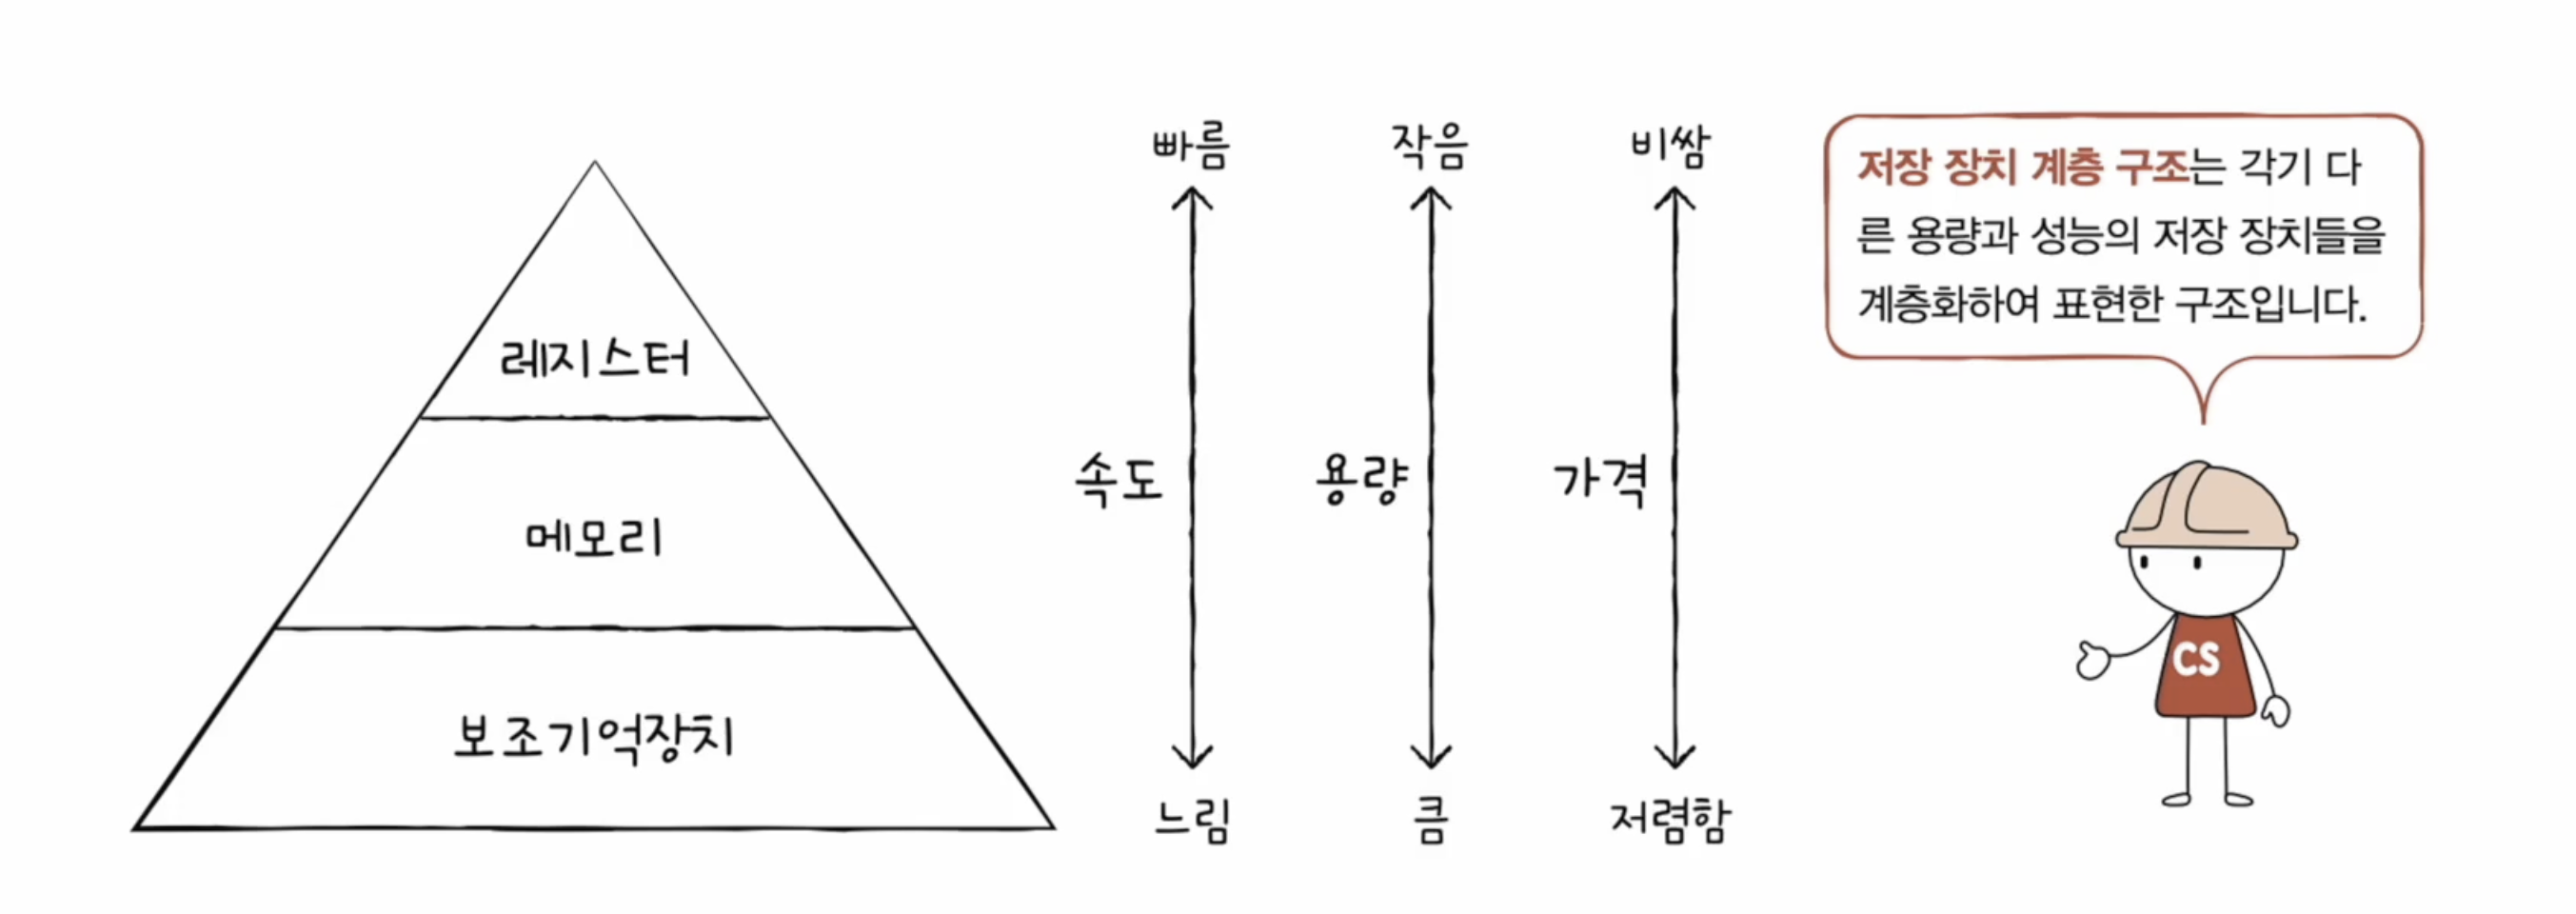 레지스터
메모리
보조기억장치
빠름
속도
느림
작음
용량
큼
비쌈
가격
저렴함
저장 장치 계층 구조는 각기 다
른 용량과 성능의 저장 장치들을
계층화하여 표현한 구조입니다.
CS